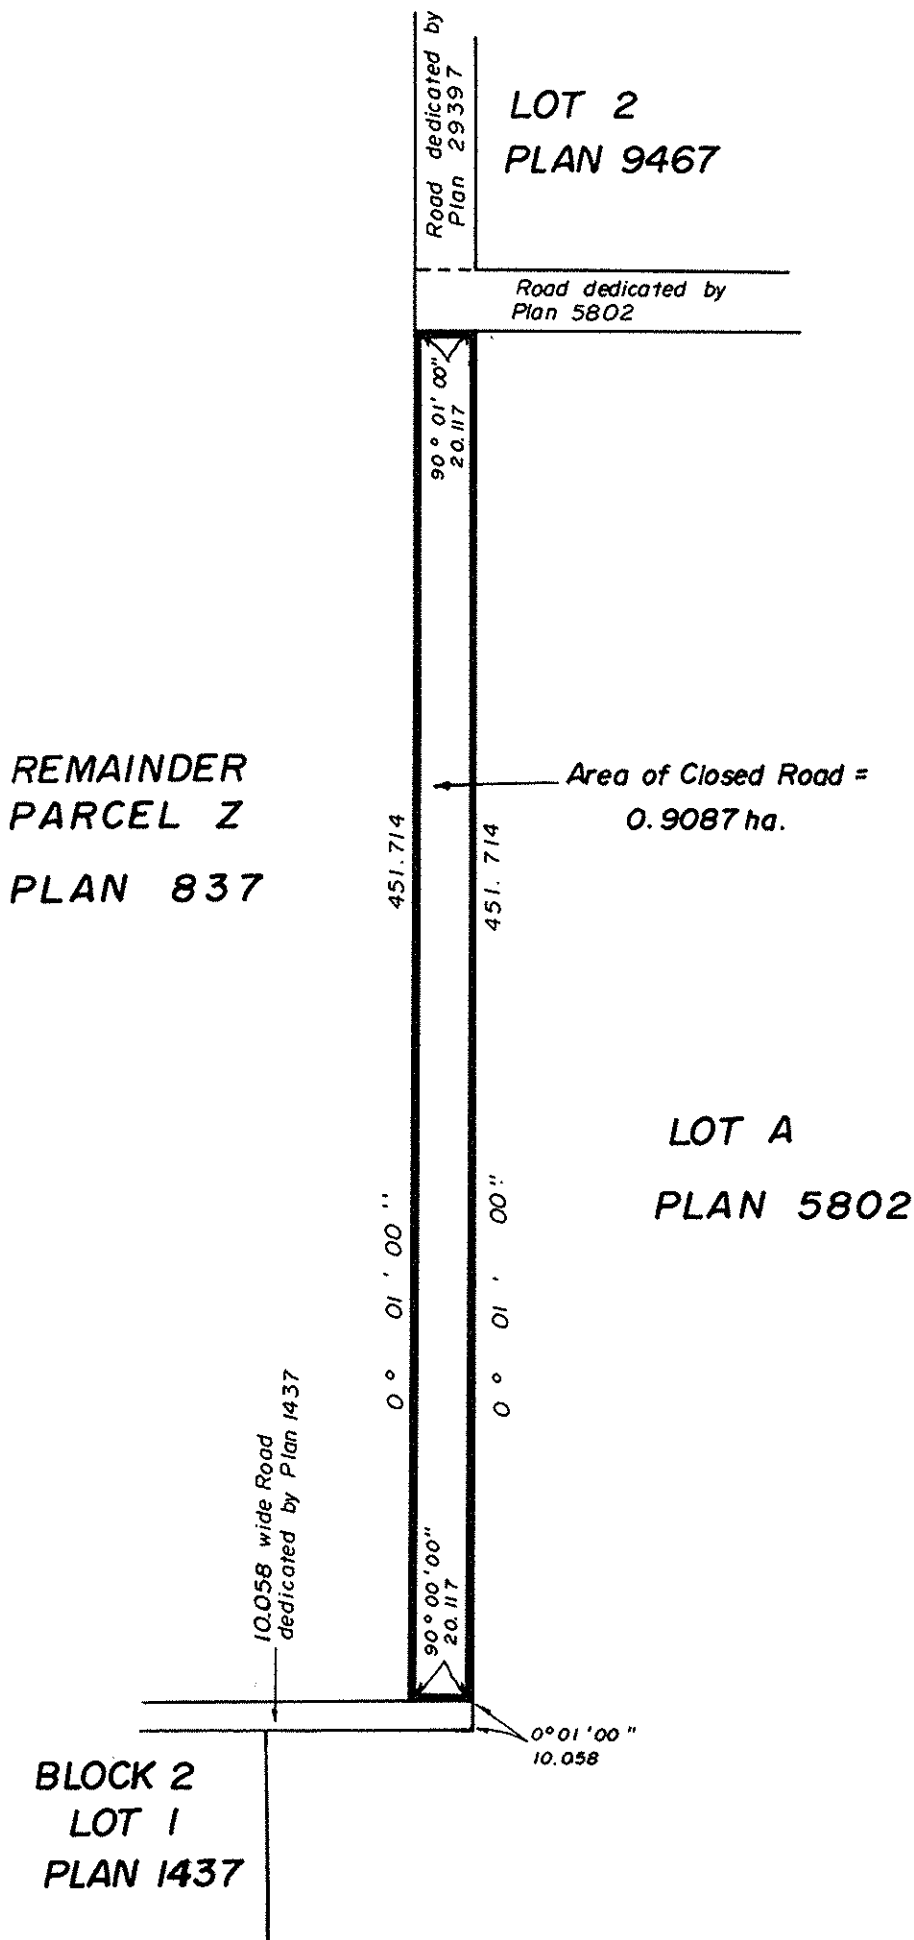 Road dedicated by
Plan 29397
LOT 2
PLAN 9467
Road dedicated by
Plan 5802
90° 01' 00"
20.117
REMAINDER
PARCEL Z
PLAN 837
Area of Closed Road =
0.9087 ha.
451.714
451.714
LOT A
PLAN 5802
0° 01' 00"
0° 01' 00"
10.058 wide Road
dedicated by Plan 1437
90° 00' 00"
20.117
0° 01' 00"
10.058
BLOCK 2
LOT 1
PLAN 1437